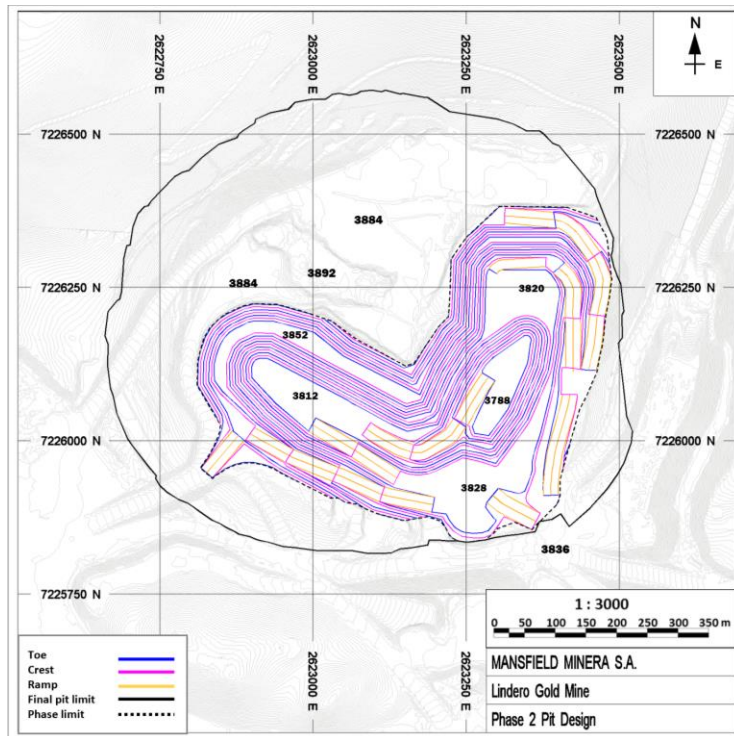 2622750 E
2623000 E
2623250 E
2623500 E
N
E
7226500 N
7226500 N
3884
3884
3892
7226250 N
7226250 N
3820
3852
3812
3788
7226000 N
7226000 N
3828
3836
7225750 N
1 : 3000
0 50 100 150 200 250 300 350 m
MANSFIELD MINERA S.A.
Lindero Gold Mine
Phase 2 Pit Design
Toe
Crest
Ramp
Final pit limit
Phase limit
2623000 E
2623250 E